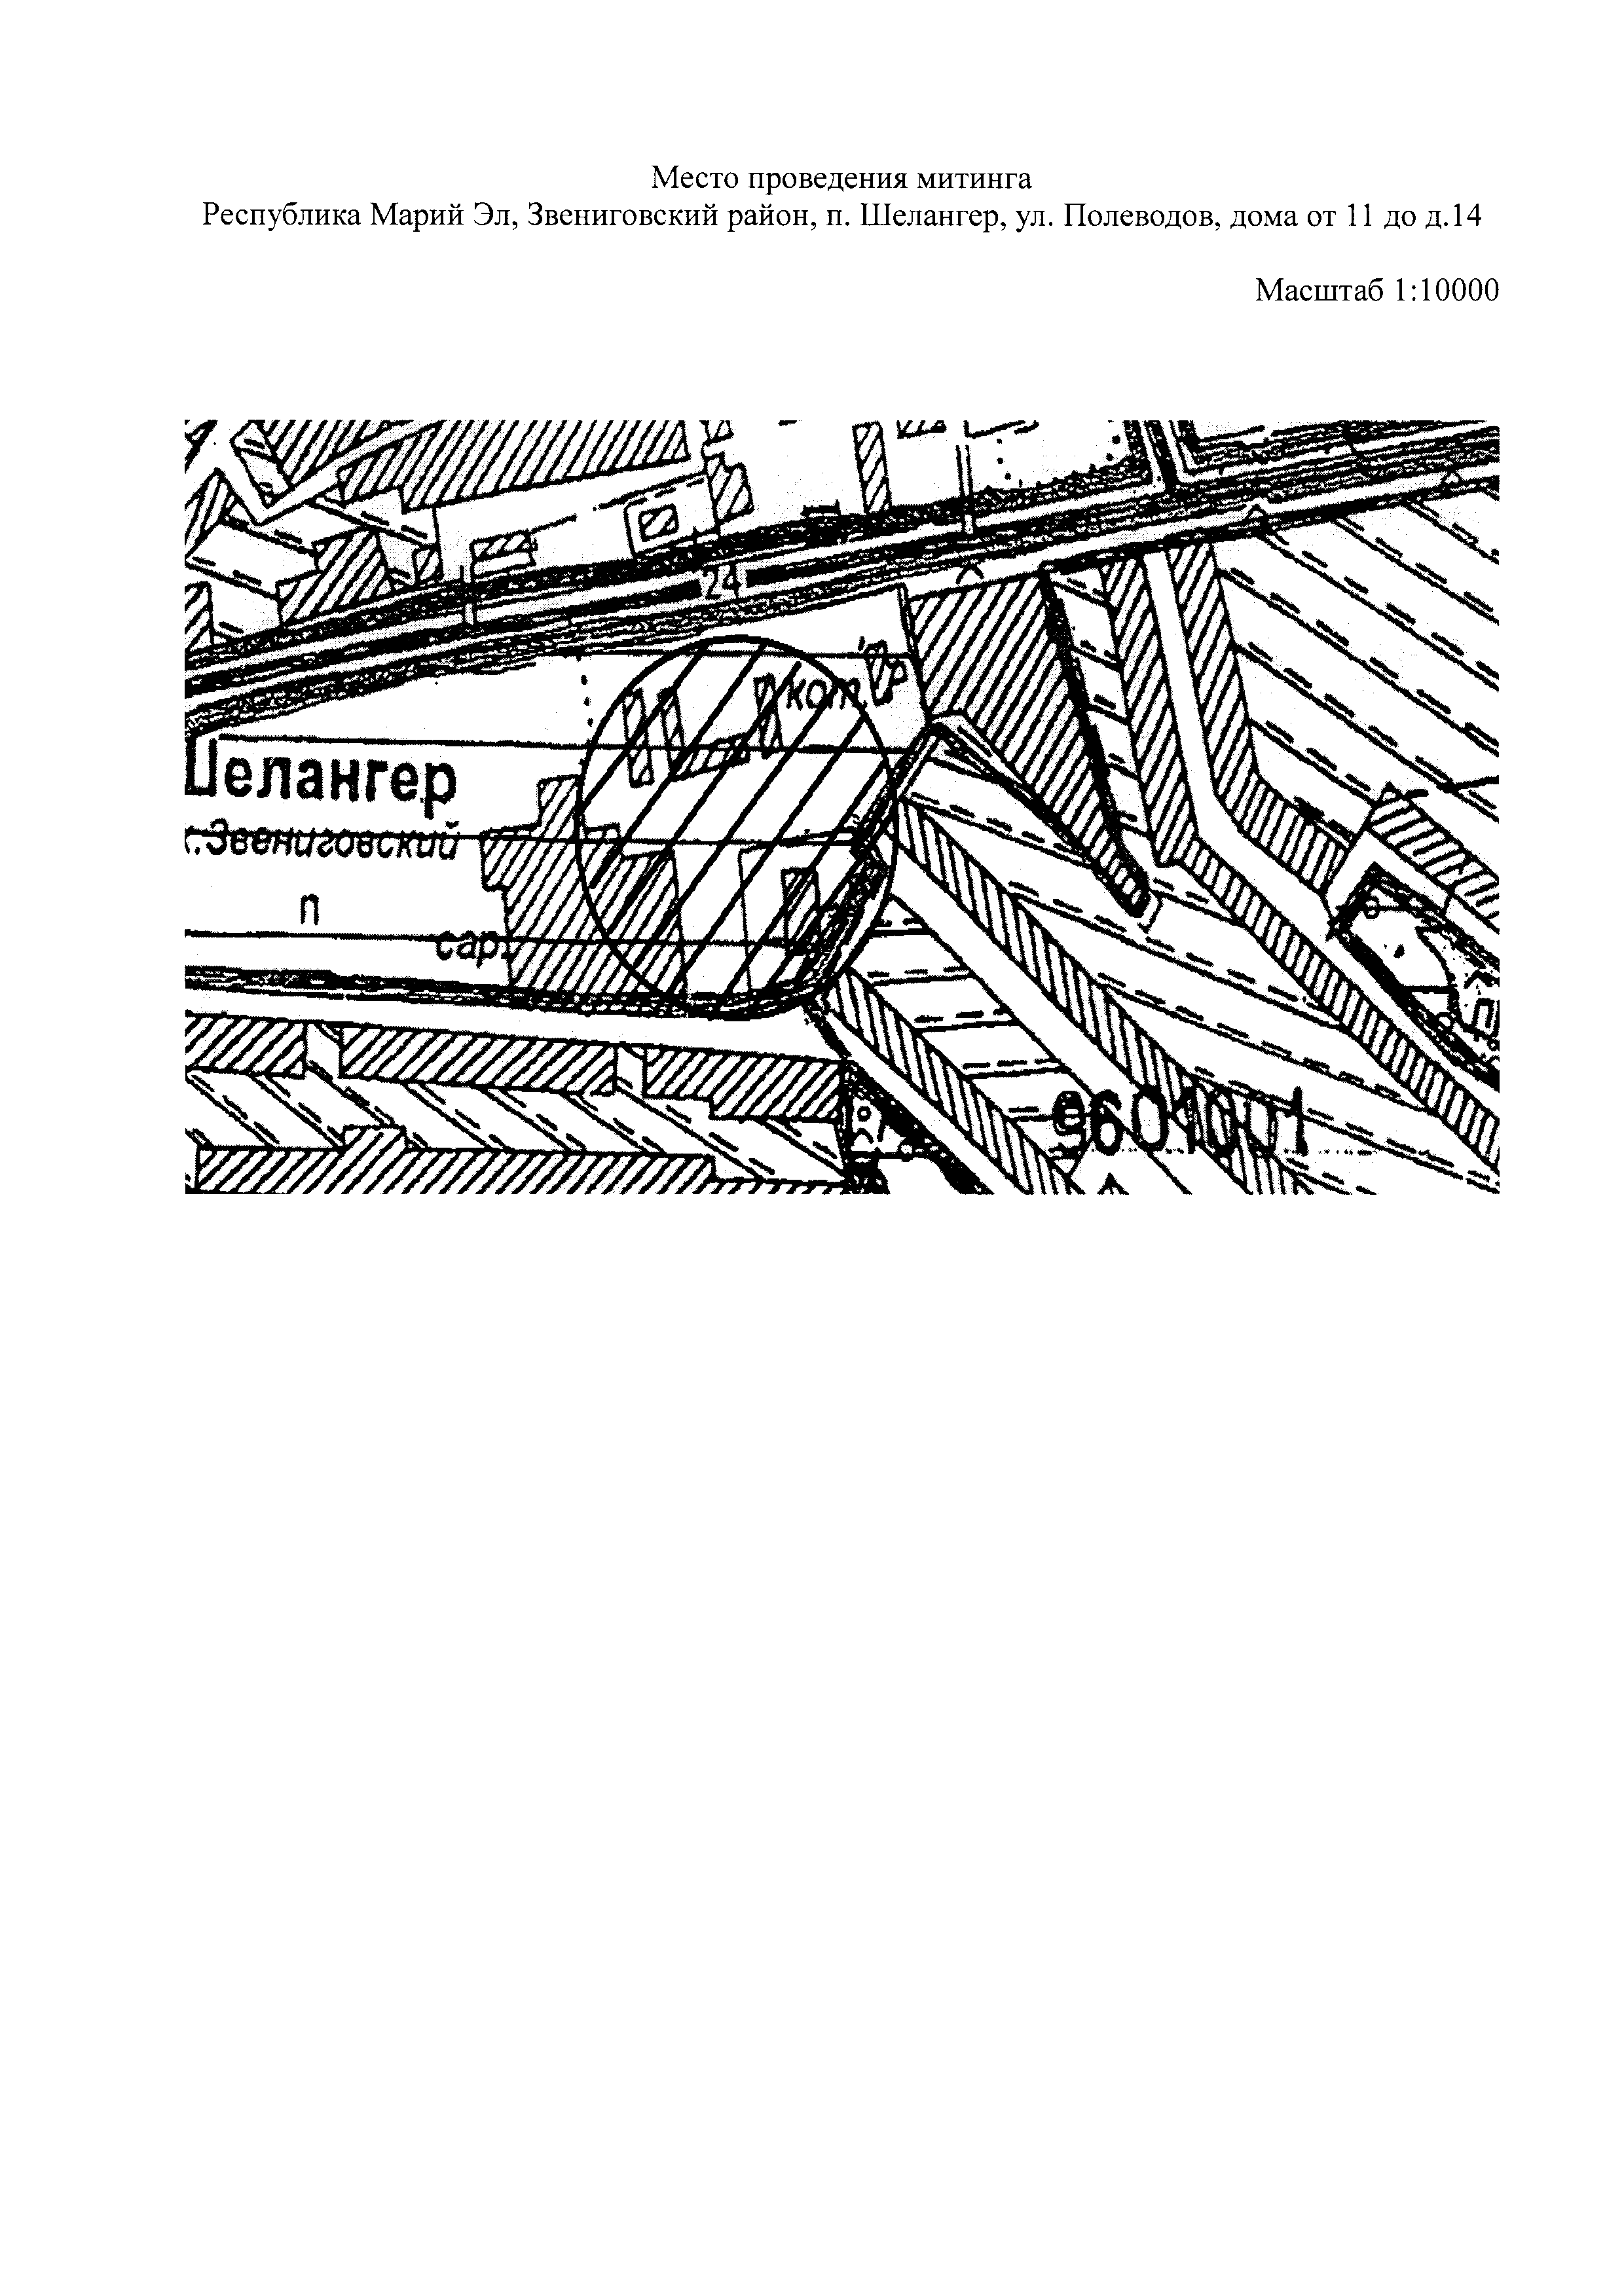 Место проведения митинга
Республика Марий Эл, Звениговский район, п. Шелангер, ул. Полеводов, дома от 11 до д.14
Масштаб 1:10000
24
кот.
Шелангер
г.Звениговский
п
сар.
9601001
п